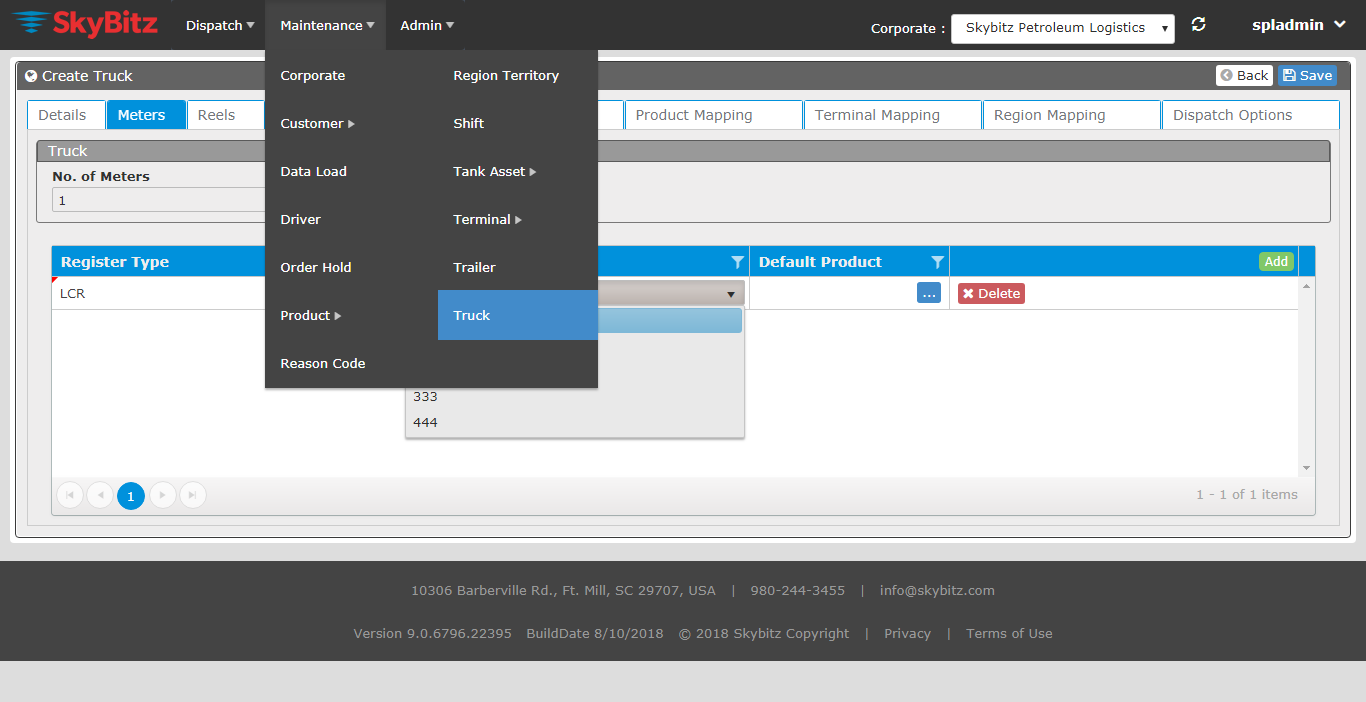 SkyBitz Dispatch Maintenance Admin Corporate : Skybitz Petroleum Logistics spladmin
Corporate Region Territory
Customer Shift
Data Load Tank Asset
Driver Terminal
Order Hold Trailer
Product Truck
Reason Code
Create Truck Back Save
Details Meters Reels Product Mapping Terminal Mapping Region Mapping Dispatch Options
Truck
No. of Meters
1
Register Type Default Product Add
LCR ... Delete
333
444
1 1 - 1 of 1 items
10306 Barberville Rd., Ft. Mill, SC 29707, USA | 980-244-3455 | info@skybitz.com
Version 9.0.6796.22395 BuildDate 8/10/2018 © 2018 Skybitz Copyright | Privacy | Terms of Use